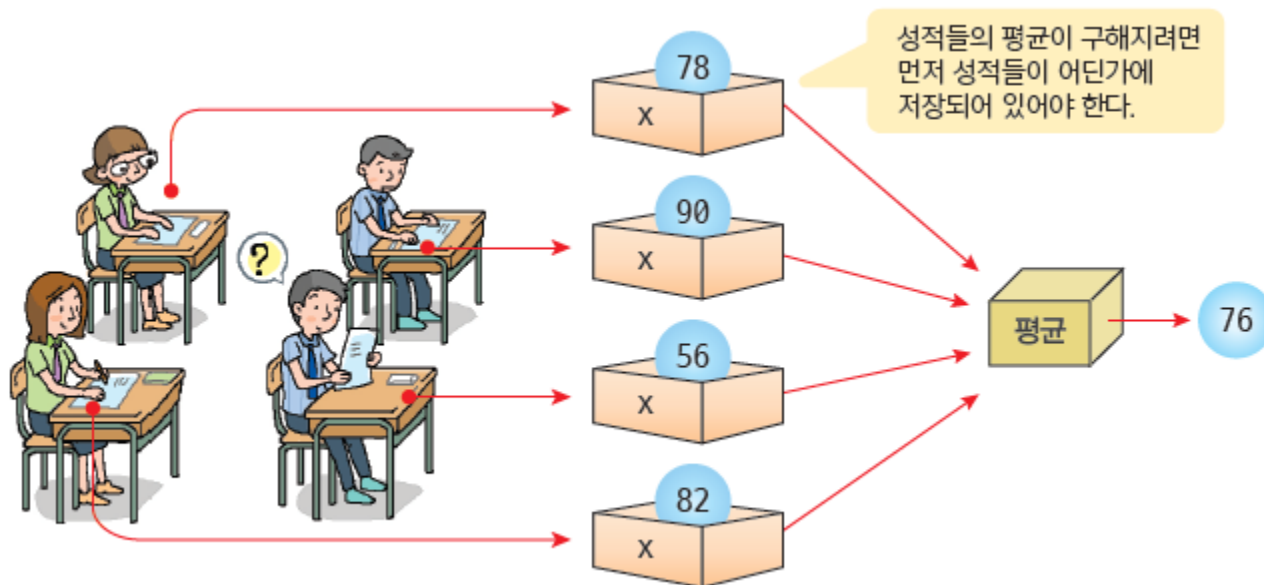 78
x
성적들의 평균이 구해지려면
먼저 성적들이 어딘가에
저장되어 있어야 한다.
90
x
?
평균
76
56
x
82
x